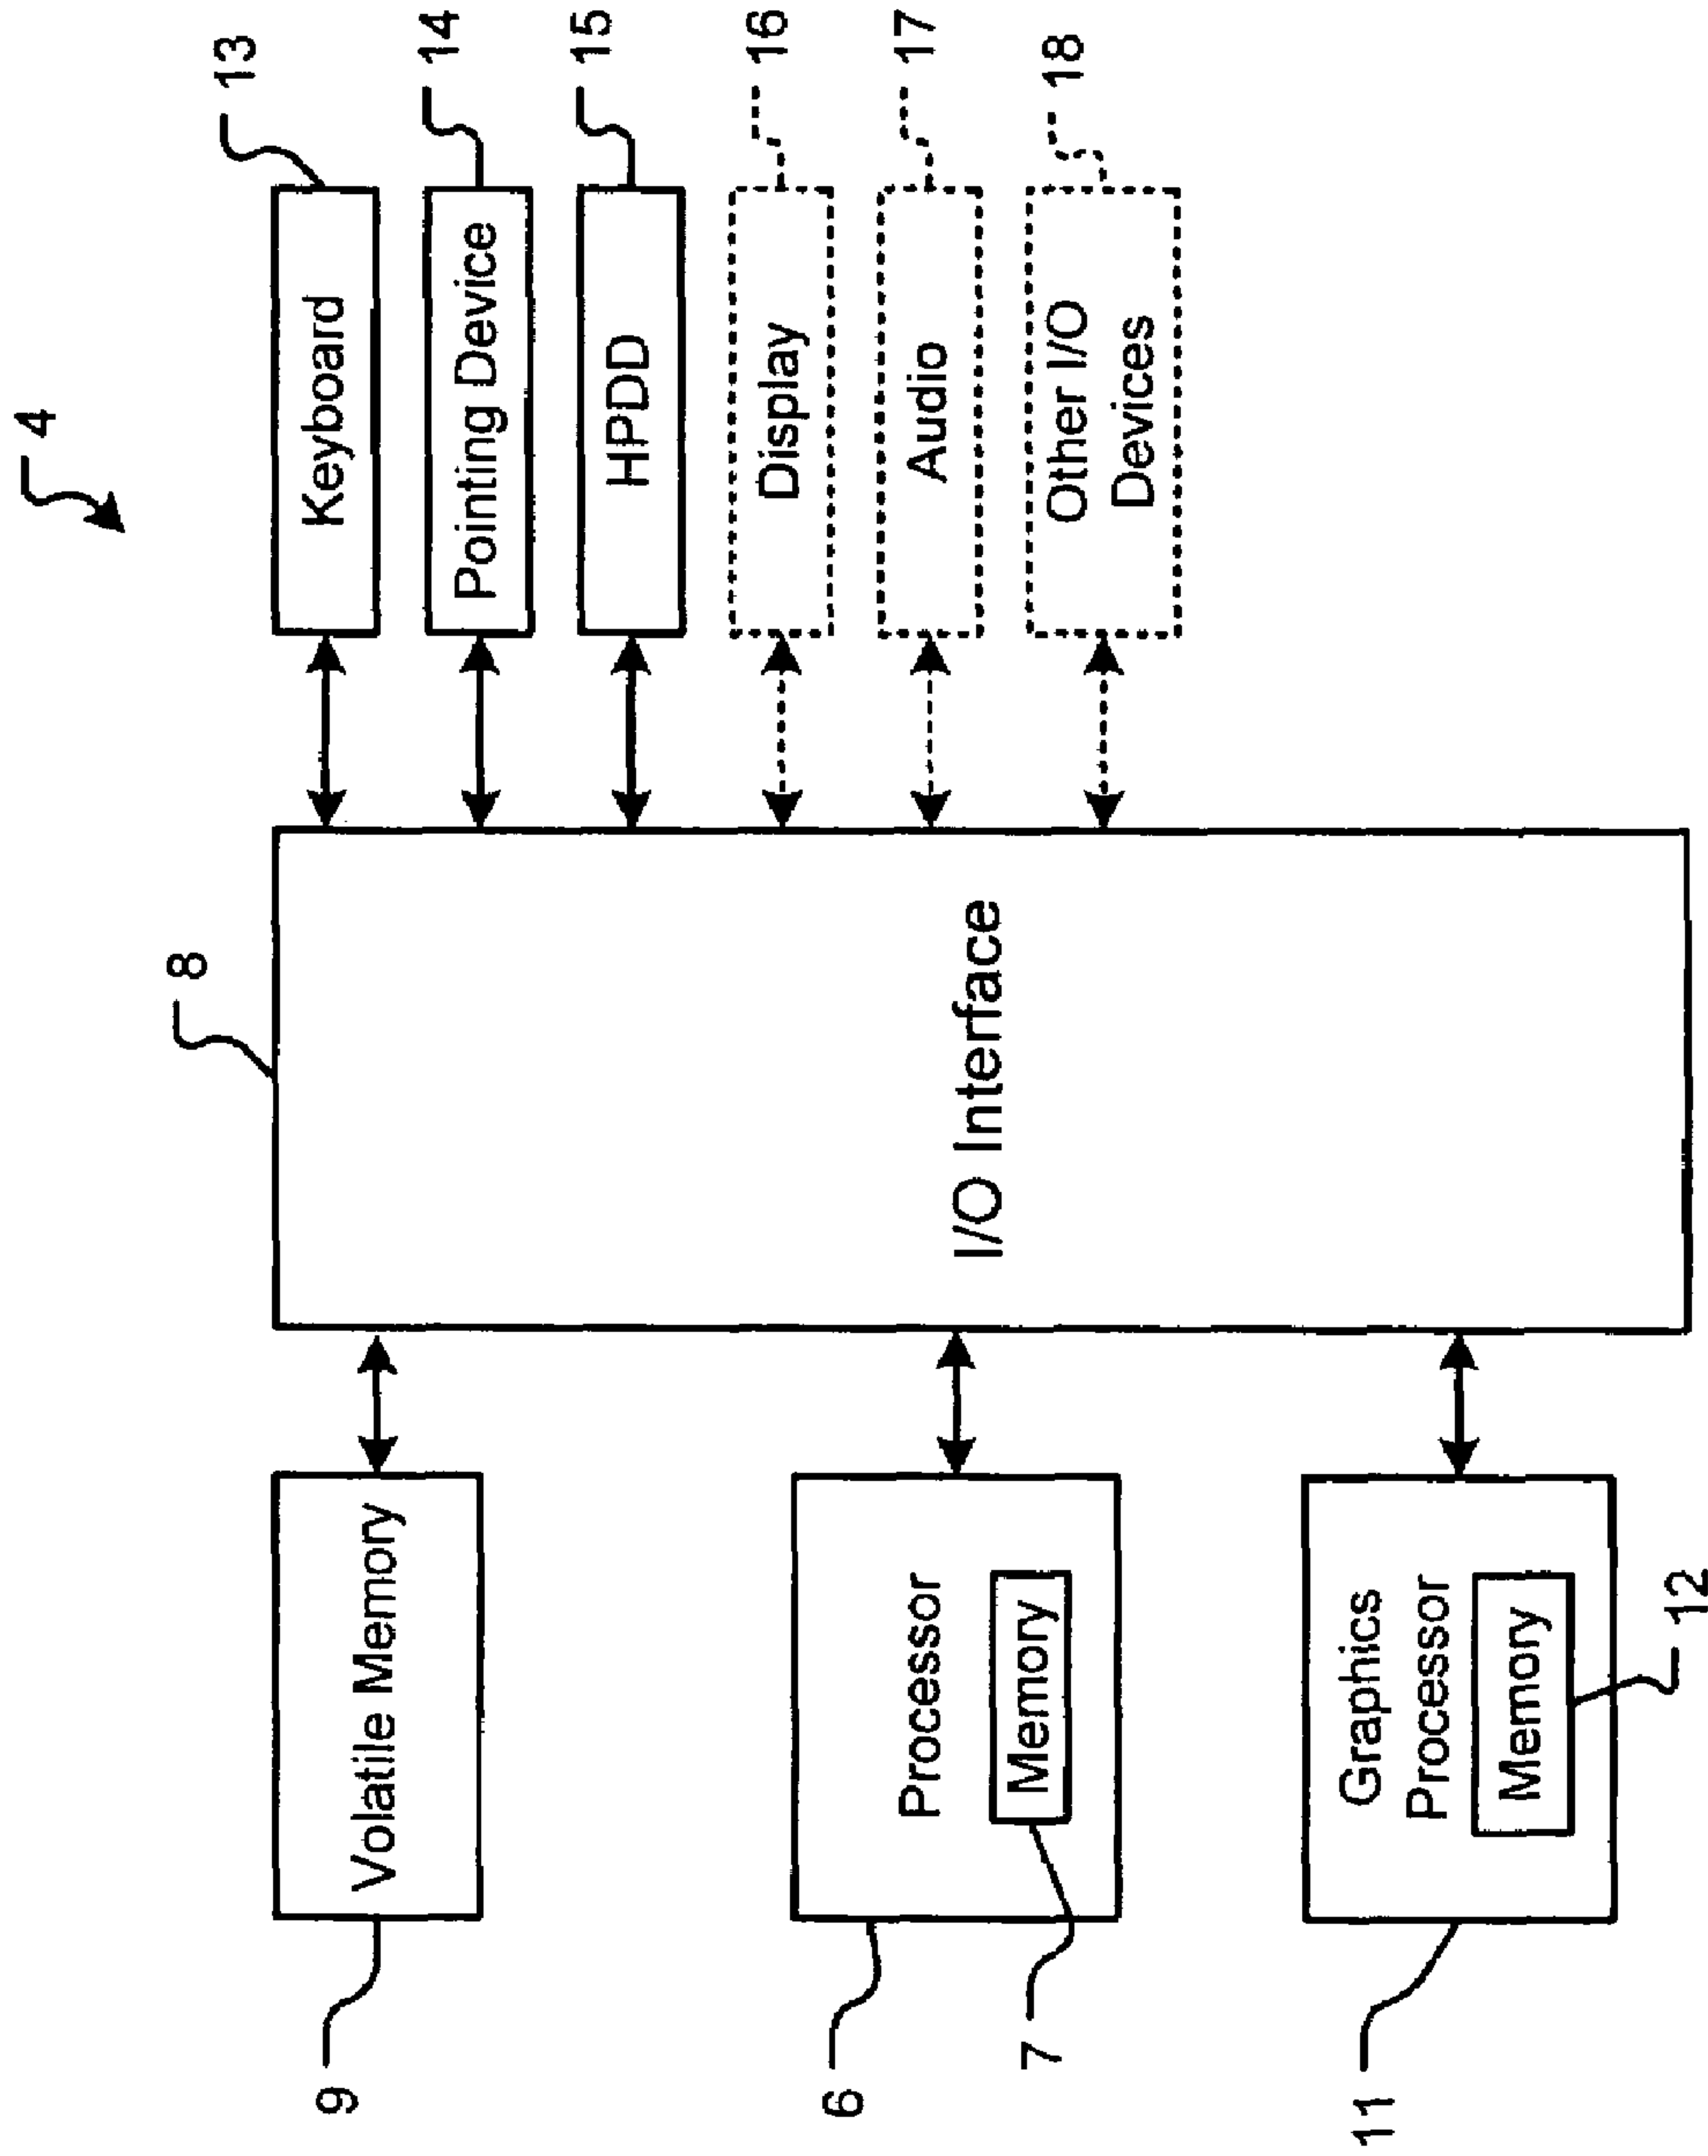 4
9
Volatile Memory
6
Processor
7
Memory
11
Graphics
Processor
Memory
12
8
I/O Interface
Keyboard
13
Pointing Device
14
HPDD
15
Display
16
Audio
17
Other I/O
Devices
18